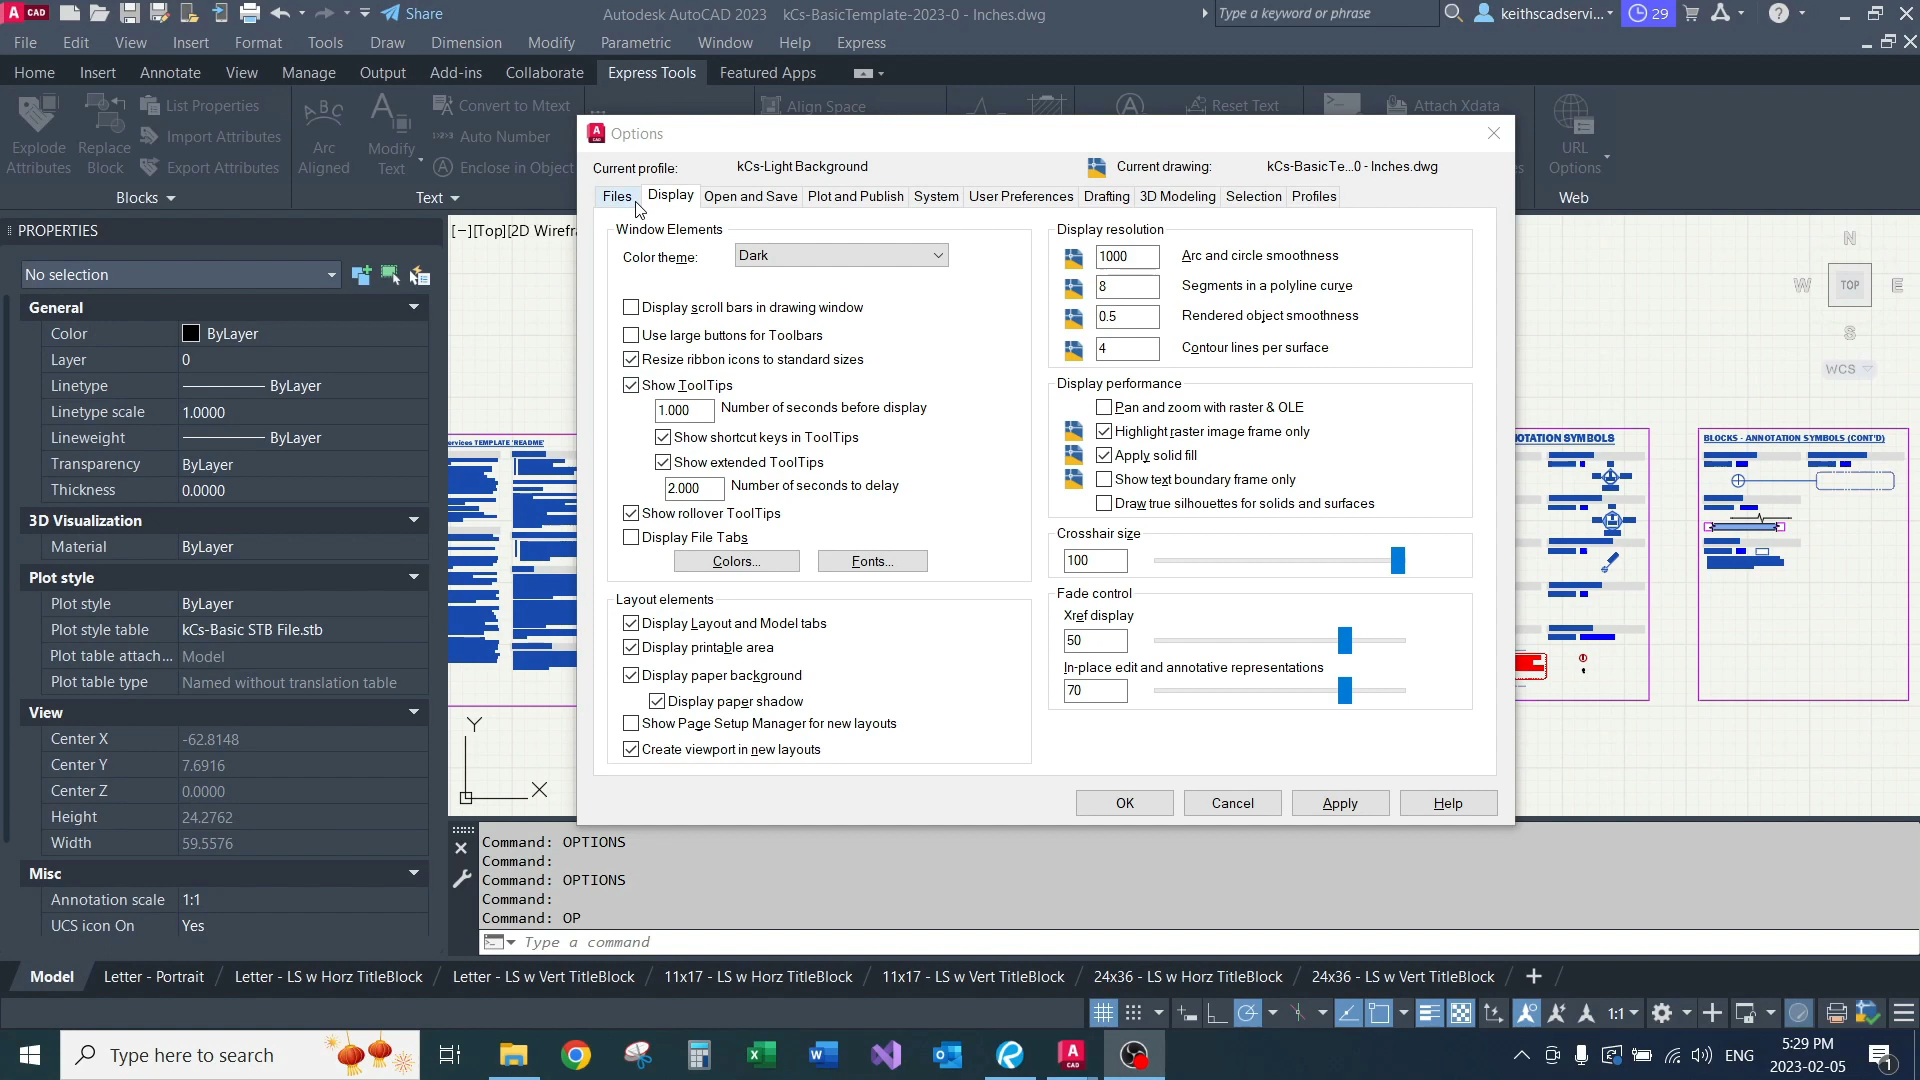 CAD
Share
Autodesk AutoCAD 2023 kCs-BasicTemplate-2023-0 - Inches.dwg
Type a keyword or phrase
keithscadservi...
29
File Edit View Insert Format Tools Draw Dimension Modify Parametric Window Help Express
Home Insert Annotate View Manage Output Add-ins Collaborate Express Tools Featured Apps
List Properties
Convert to Mtext
Align Space
Reset Text
Attach Xdata
Import Attributes
Auto Number
Explode Attributes
Replace Block
Export Attributes
Arc Aligned
Modify Text
Enclose in Object
URL Options
Blocks
Text
Web
Options
Current profile: kCs-Light Background
Current drawing: kCs-BasicTe...0 - Inches.dwg
Files Display Open and Save Plot and Publish System User Preferences Drafting 3D Modeling Selection Profiles
Window Elements
Color theme: Dark
Display scroll bars in drawing window
Use large buttons for Toolbars
Resize ribbon icons to standard sizes
Show ToolTips
1.000 Number of seconds before display
Show shortcut keys in ToolTips
Show extended ToolTips
2.000 Number of seconds to delay
Show rollover ToolTips
Display File Tabs
Colors... Fonts...
Layout elements
Display Layout and Model tabs
Display printable area
Display paper background
Display paper shadow
Show Page Setup Manager for new layouts
Create viewport in new layouts
Display resolution
1000 Arc and circle smoothness
8 Segments in a polyline curve
0.5 Rendered object smoothness
4 Contour lines per surface
Display performance
Pan and zoom with raster & OLE
Highlight raster image frame only
Apply solid fill
Show text boundary frame only
Draw true silhouettes for solids and surfaces
Crosshair size
100
Fade control
Xref display
50
In-place edit and annotative representations
70
OK Cancel Apply Help
PROPERTIES
No selection
General
Color ByLayer
Layer 0
Linetype ByLayer
Linetype scale 1.0000
Lineweight ByLayer
Transparency ByLayer
Thickness 0.0000
3D Visualization
Material ByLayer
Plot style
Plot style ByLayer
Plot style table kCs-Basic STB File.stb
Plot table attach... Model
Plot table type Named without translation table
View
Center X -62.8148
Center Y 7.6916
Center Z 0.0000
Height 24.2762
Width 59.5576
Misc
Annotation scale 1:1
UCS icon On Yes
[−][Top][2D Wirefr
ervices TEMPLATE 'README'
OTATION SYMBOLS
BLOCKS - ANNOTATION SYMBOLS (CONT'D)
N
W TOP E
S
WCS
Y
X
Command: OPTIONS
Command:
Command: OPTIONS
Command:
Command: OP
Type a command
Model Letter - Portrait Letter - LS w Horz TitleBlock Letter - LS w Vert TitleBlock 11x17 - LS w Horz TitleBlock 11x17 - LS w Vert TitleBlock 24x36 - LS w Horz TitleBlock 24x36 - LS w Vert TitleBlock
1:1
Type here to search
ENG
5:29 PM
2023-02-05
1